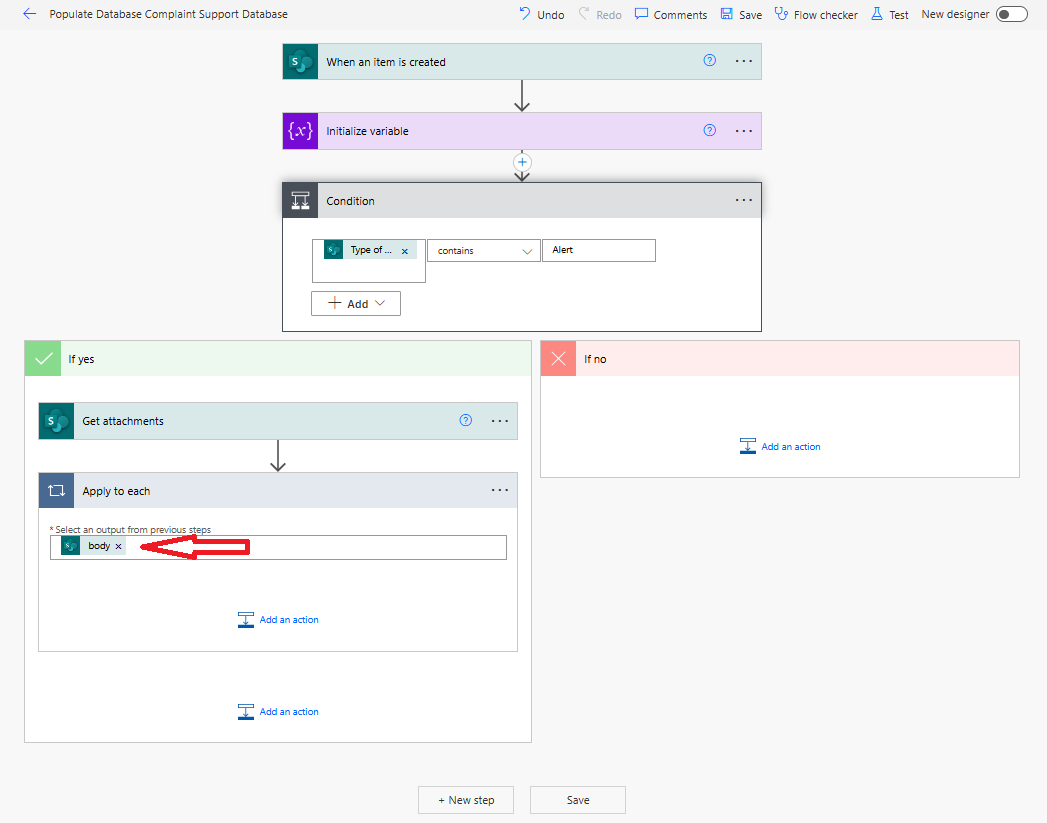 Populate Database Complaint Support Database
Undo Redo Comments Save Flow checker Test New designer
When an item is created
{x} Initialize variable
Condition
Type of ... × contains Alert
+ Add
If yes
If no
Get attachments
Add an action
Apply to each
* Select an output from previous steps
body ×
Add an action
Add an action
+ New step Save